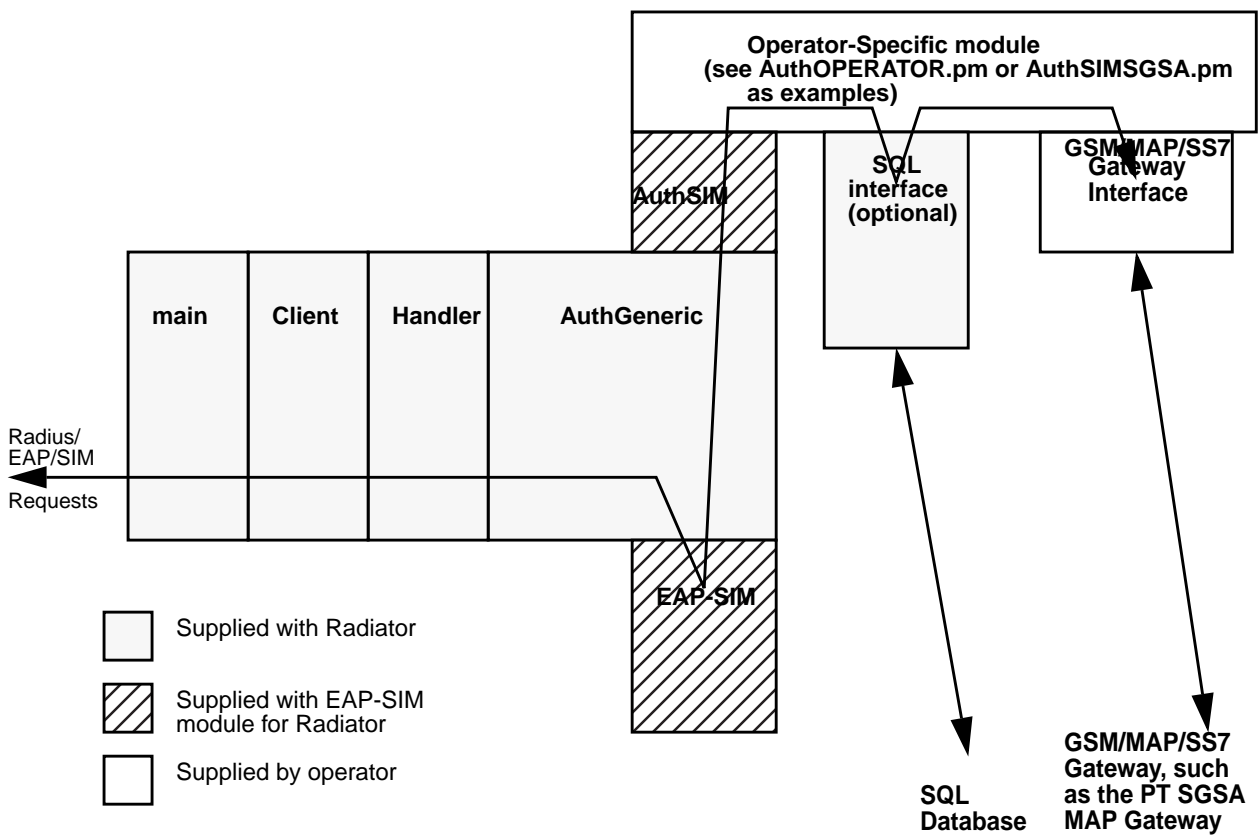 Operator-Specific module
(see AuthOPERATOR.pm or AuthSIMSGSA.pm
as examples)
AuthSIM
SQL
interface
(optional)
GSM/MAP/SS7
Gateway
Interface
main
Client
Handler
AuthGeneric
Radius/
EAP/SIM
Requests
EAP-SIM
Supplied with Radiator
Supplied with EAP-SIM
module for Radiator
Supplied by operator
SQL
Database
GSM/MAP/SS7
Gateway, such
as the PT SGSA
MAP Gateway